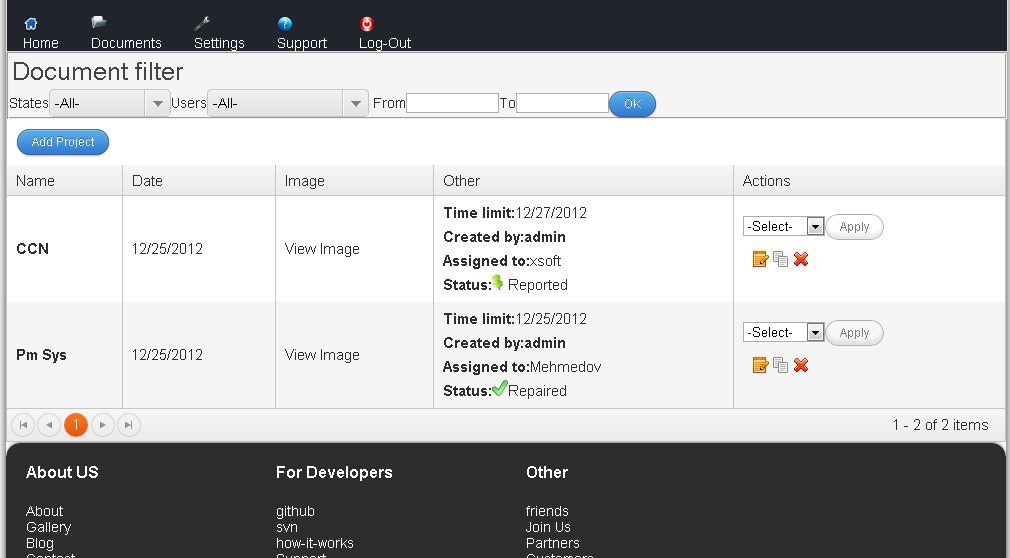 Home Documents Settings Support Log-Out
Document filter
States -All- Users -All- From To OK
Add Project
Name Date Image Other Actions
CCN 12/25/2012 View Image
Time limit:12/27/2012
Created by:admin
Assigned to:xsoft
Status: Reported
-Select- Apply
Pm Sys 12/25/2012 View Image
Time limit:12/25/2012
Created by:admin
Assigned to:Mehmedov
Status: Repaired
-Select- Apply
1 1 - 2 of 2 items
About US For Developers Other
About github friends
Gallery svn Join Us
Blog how-it-works Partners
Contact Support Customers